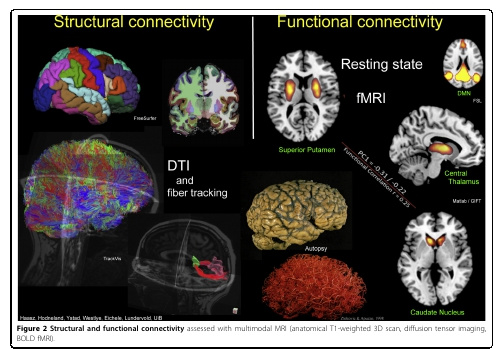 Structural connectivity
Functional connectivity
FreeSurfer
Resting state
fMRI
DMN
FSL
Superior Putamen
DTI
and
fiber tracking
PC1 = -0.31 / -0.22
Functional Correlation r = 0.25
Central
Thalamus
Matlab / GIFT
TrackVis
Autopsy
Caudate Nucleus
Haasz, Hodneland, Ystad, Westlye, Eichele, Lundervold, UIB
Figure 2 Structural and functional connectivity assessed with multimodal MRI (anatomical T1-weighted 3D scan, diffusion tensor imaging,
BOLD fMRI).